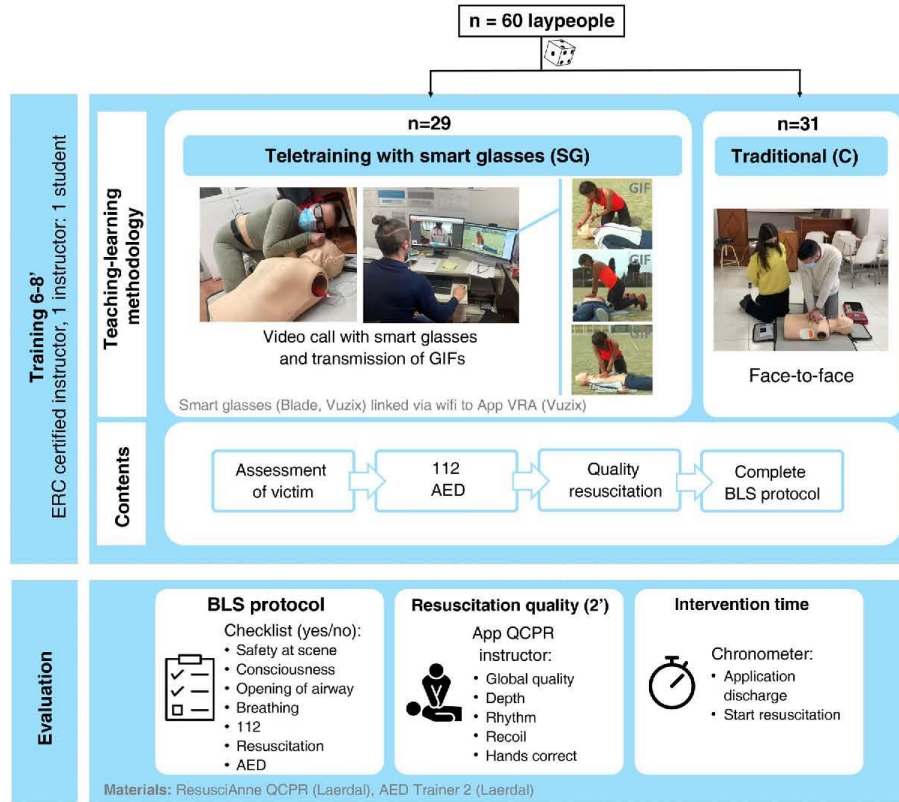 n = 60 laypeople
n=29
n=31
Teletraining with smart glasses (SG)
Traditional (C)
Training 6-8’
ERC certified instructor, 1 instructor: 1 student
Teaching-learning
methodology
GIF
GIF
GIF
Video call with smart glasses
and transmission of GIFs
Face-to-face
Smart glasses (Blade, Vuzix) linked via wifi to App VRA (Vuzix)
Contents
Assessment
of victim
112
AED
Quality
resuscitation
Complete
BLS protocol
Evaluation
BLS protocol
Checklist (yes/no):
• Safety at scene
• Consciousness
• Opening of airway
• Breathing
• 112
• Resuscitation
• AED
Resuscitation quality (2’)
App QCPR
instructor:
• Global quality
• Depth
• Rhythm
• Recoil
• Hands correct
Intervention time
Chronometer:
• Application
discharge
• Start resuscitation
Materials: ResusciAnne QCPR (Laerdal), AED Trainer 2 (Laerdal)